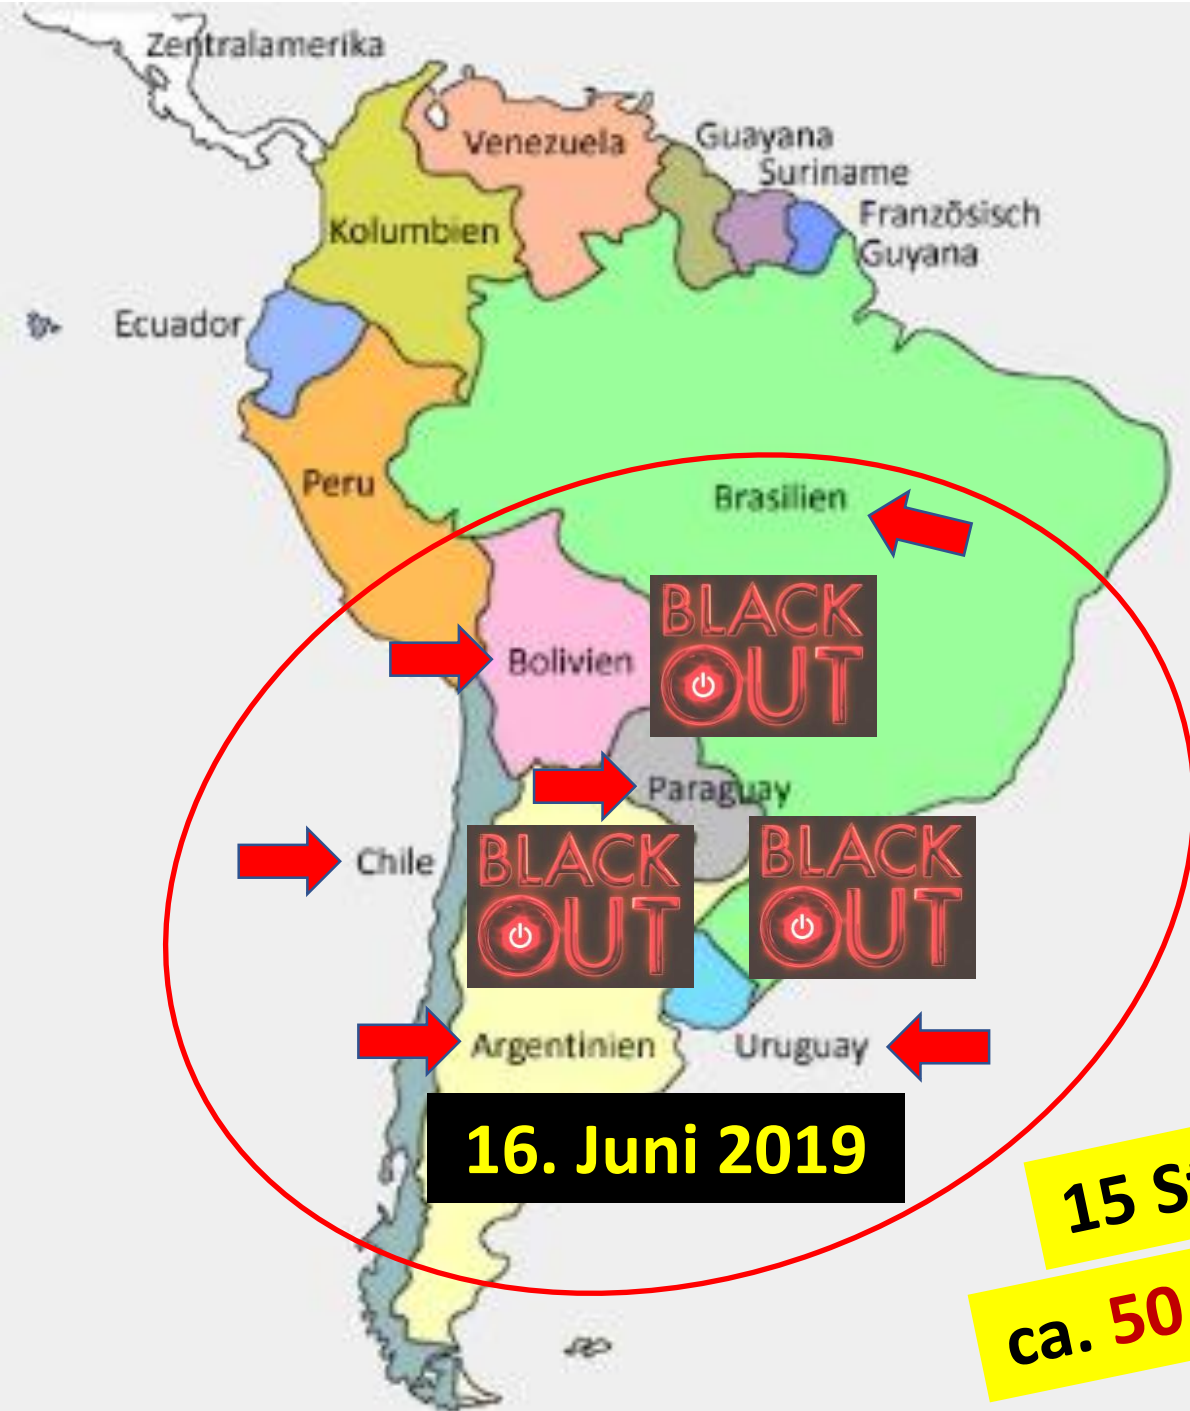 Zentralamerika
Venezuela
Guayana
Suriname
Französisch
Guyana
Kolumbien
Ecuador
Peru
Brasilien
BLACK
OUT
Bolivien
Paraguay
BLACK
OUT
BLACK
OUT
Chile
Argentinien
Uruguay
16. Juni 2019
15
ca. 50